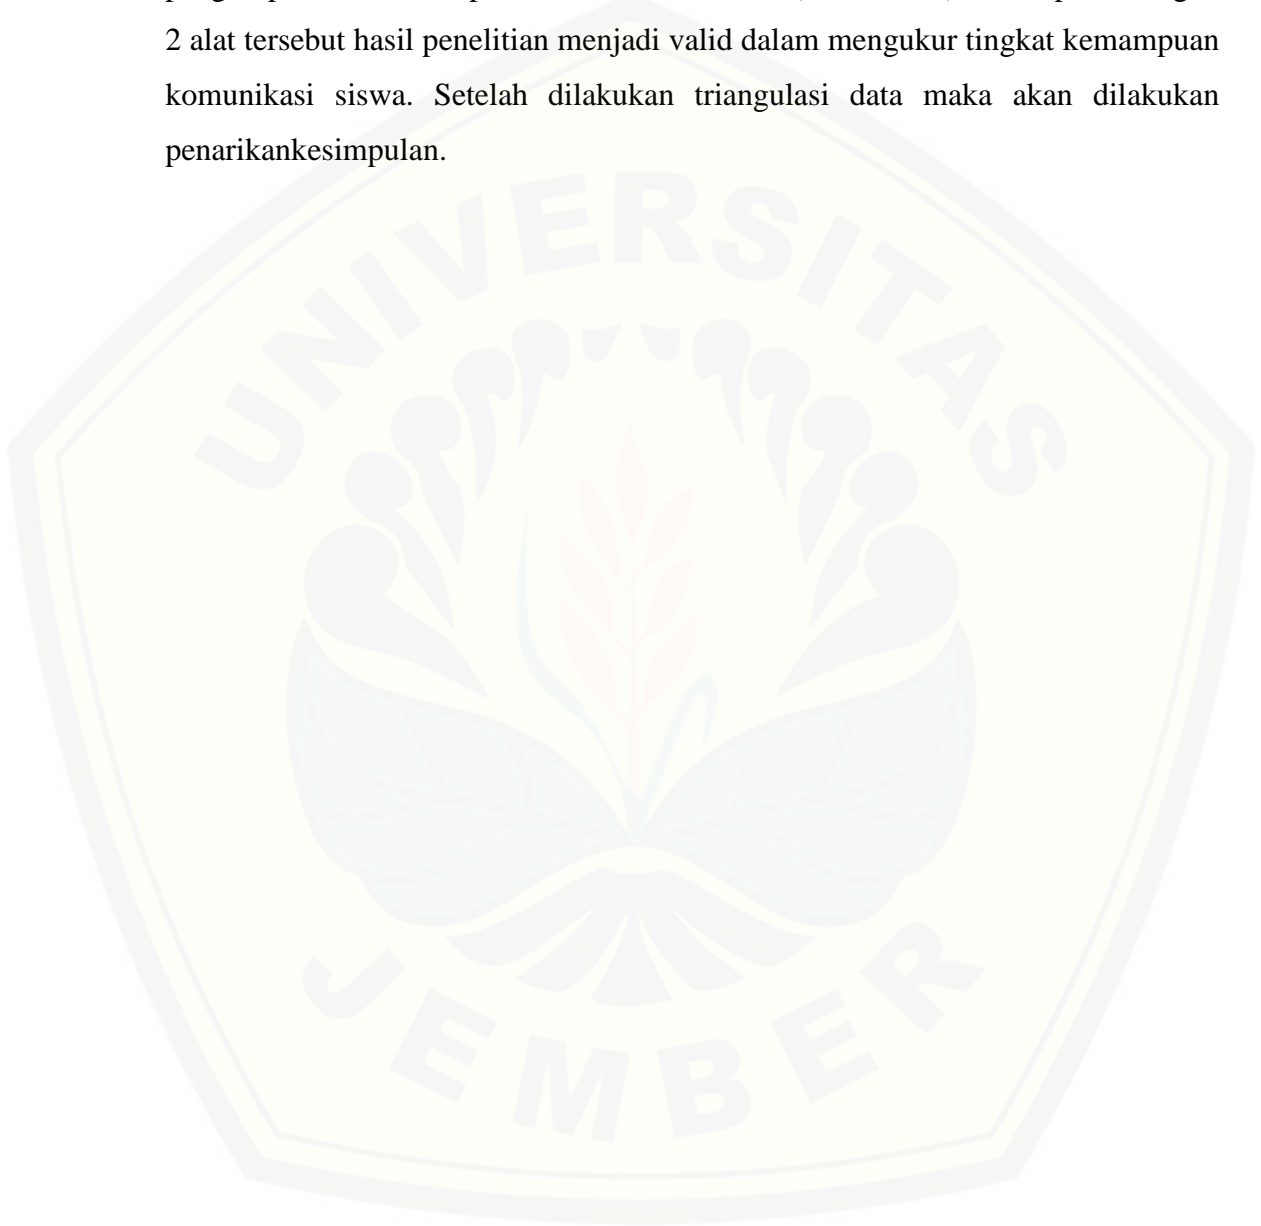 2 alat tersebut hasil penelitian menjadi valid dalam mengukur tingkat kemampuan
komunikasi siswa. Setelah dilakukan triangulasi data maka akan dilakukan
penarikankesimpulan.
UNIVERSITAS
JEMBER